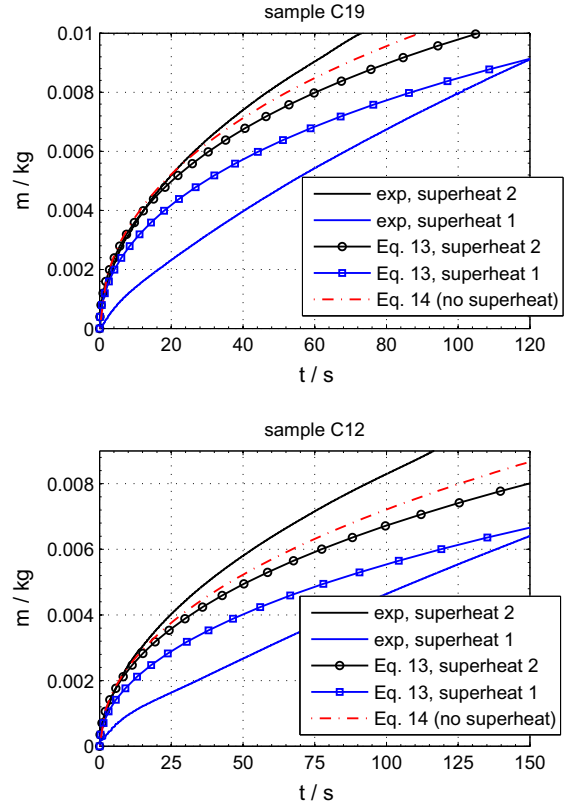 sample C19
0.01
0.008
0.006
0.004
0.002
0
m / kg
exp, superheat 2
exp, superheat 1
Eq. 13, superheat 2
Eq. 13, superheat 1
Eq. 14 (no superheat)
0 20 40 60 80 100 120
t / s
sample C12
0.008
0.006
0.004
0.002
0
m / kg
exp, superheat 2
exp, superheat 1
Eq. 13, superheat 2
Eq. 13, superheat 1
Eq. 14 (no superheat)
0 25 50 75 100 125 150
t / s